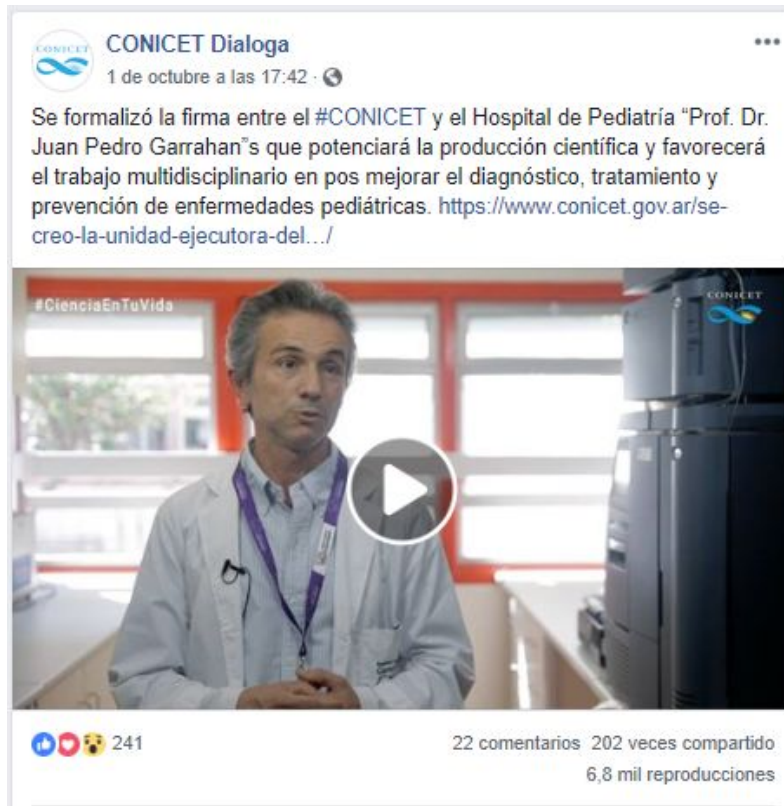 CONICET
CONICET Dialoga
1 de octubre a las 17:42 ·
Se formalizó la firma entre el #CONICET y el Hospital de Pediatría “Prof. Dr.
Juan Pedro Garrahan”s que potenciará la producción científica y favorecerá
el trabajo multidisciplinario en pos mejorar el diagnóstico, tratamiento y
prevención de enfermedades pediátricas. https://www.conicet.gov.ar/se-
creo-la-unidad-ejecutora-del…/
#CienciaEnTuVida
CONICET
241
22 comentarios 202 veces compartido
6,8 mil reproducciones